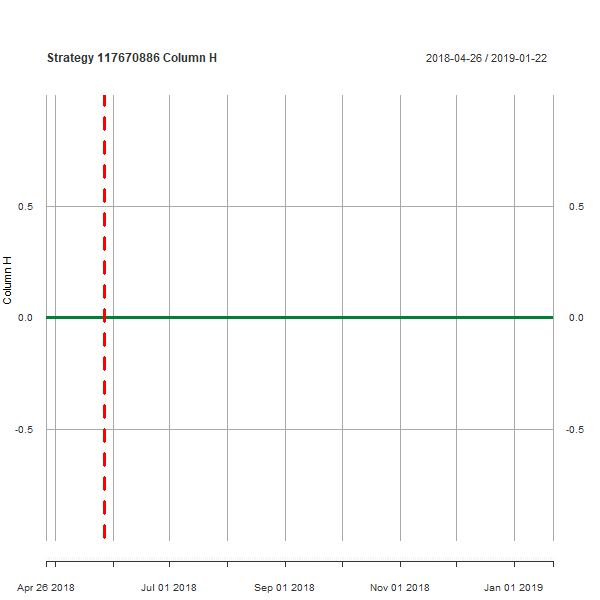 Strategy 117670886 Column H
2018-04-26 / 2019-01-22
0.5
0.5
Column H
0.0
0.0
-0.5
-0.5
Apr 26 2018
Jul 01 2018
Sep 01 2018
Nov 01 2018
Jan 01 2019